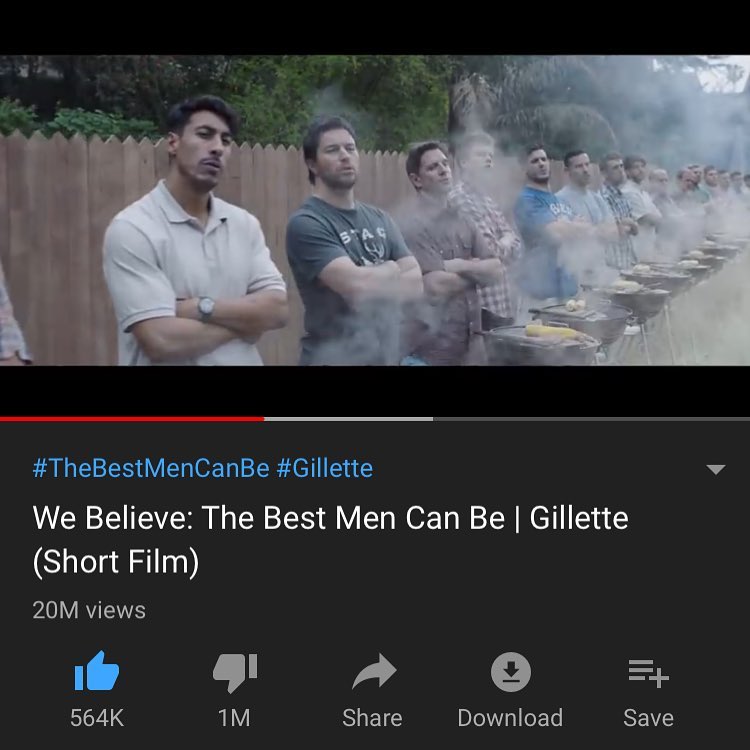 STAG
#TheBestMenCanBe #Gillette
We Believe: The Best Men Can Be | Gillette
(Short Film)
20M views
564K 1M Share Download Save